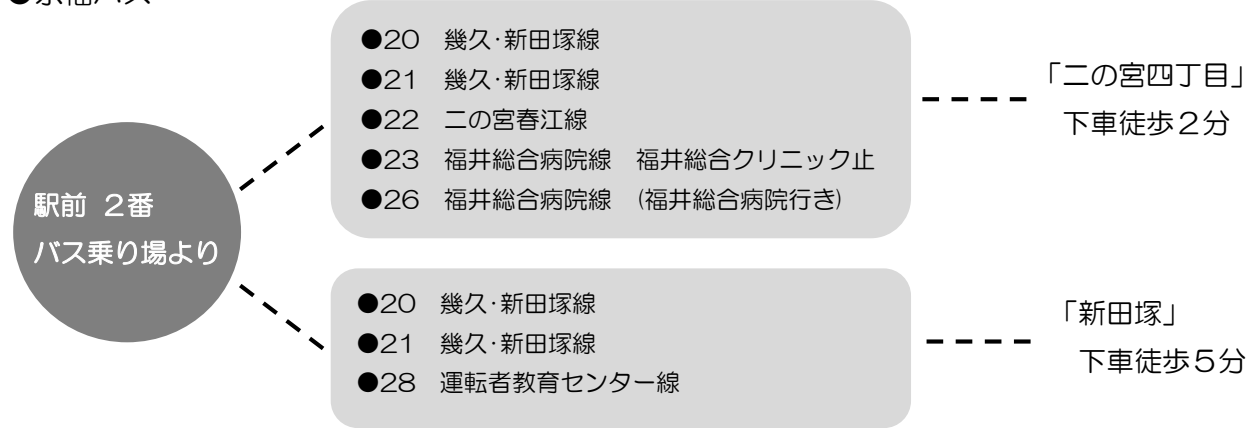 駅前 2番
バス乗り場より
●20 幾久・新田塚線
●21 幾久・新田塚線
●22 二の宮春江線
●23 福井総合病院線 福井総合クリニック止
●26 福井総合病院線 (福井総合病院行き)
「二の宮四丁目」
下車徒歩2分
●20 幾久・新田塚線
●21 幾久・新田塚線
●28 運転者教育センター線
「新田塚」
下車徒歩5分